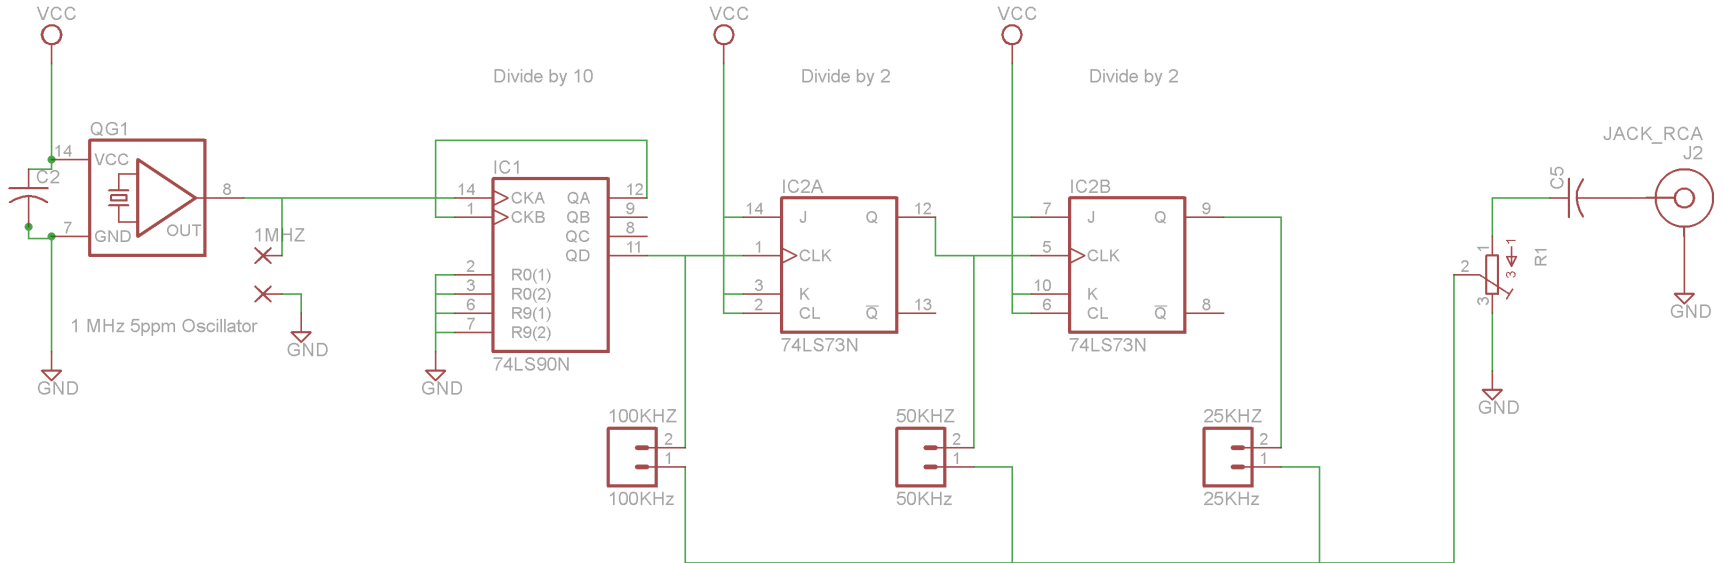 VCC
VCC
VCC
Divide by 10
Divide by 2
Divide by 2
QG1
14
VCC
C2
8
7
GND
OUT
1MHZ
1 MHz 5ppm Oscillator
GND
GND
IC1
14
CKA
QA
12
1
CKB
QB
9
QC
8
QD
11
2
R0(1)
3
R0(2)
6
R9(1)
7
R9(2)
74LS90N
GND
IC2A
14
J
Q
12
1
CLK
3
K
2
CL
Q
13
74LS73N
IC2B
7
J
Q
9
5
CLK
10
K
6
CL
Q
8
74LS73N
100KHZ
2
1
100KHz
50KHZ
2
1
50KHz
25KHZ
2
1
25KHz
JACK_RCA
J2
C5
GND
1
2
3
1
3
R1
GND